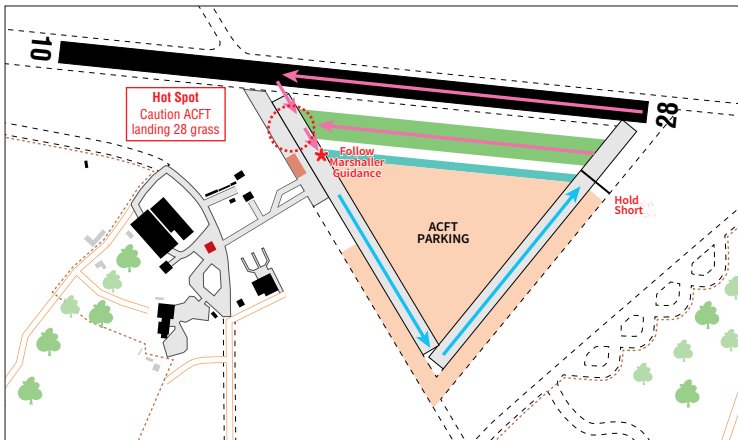 10
Hot Spot
Caution ACFT
landing 28 grass
28
Follow
Marshaller
Guidance
Hold
Short
ACFT
PARKING